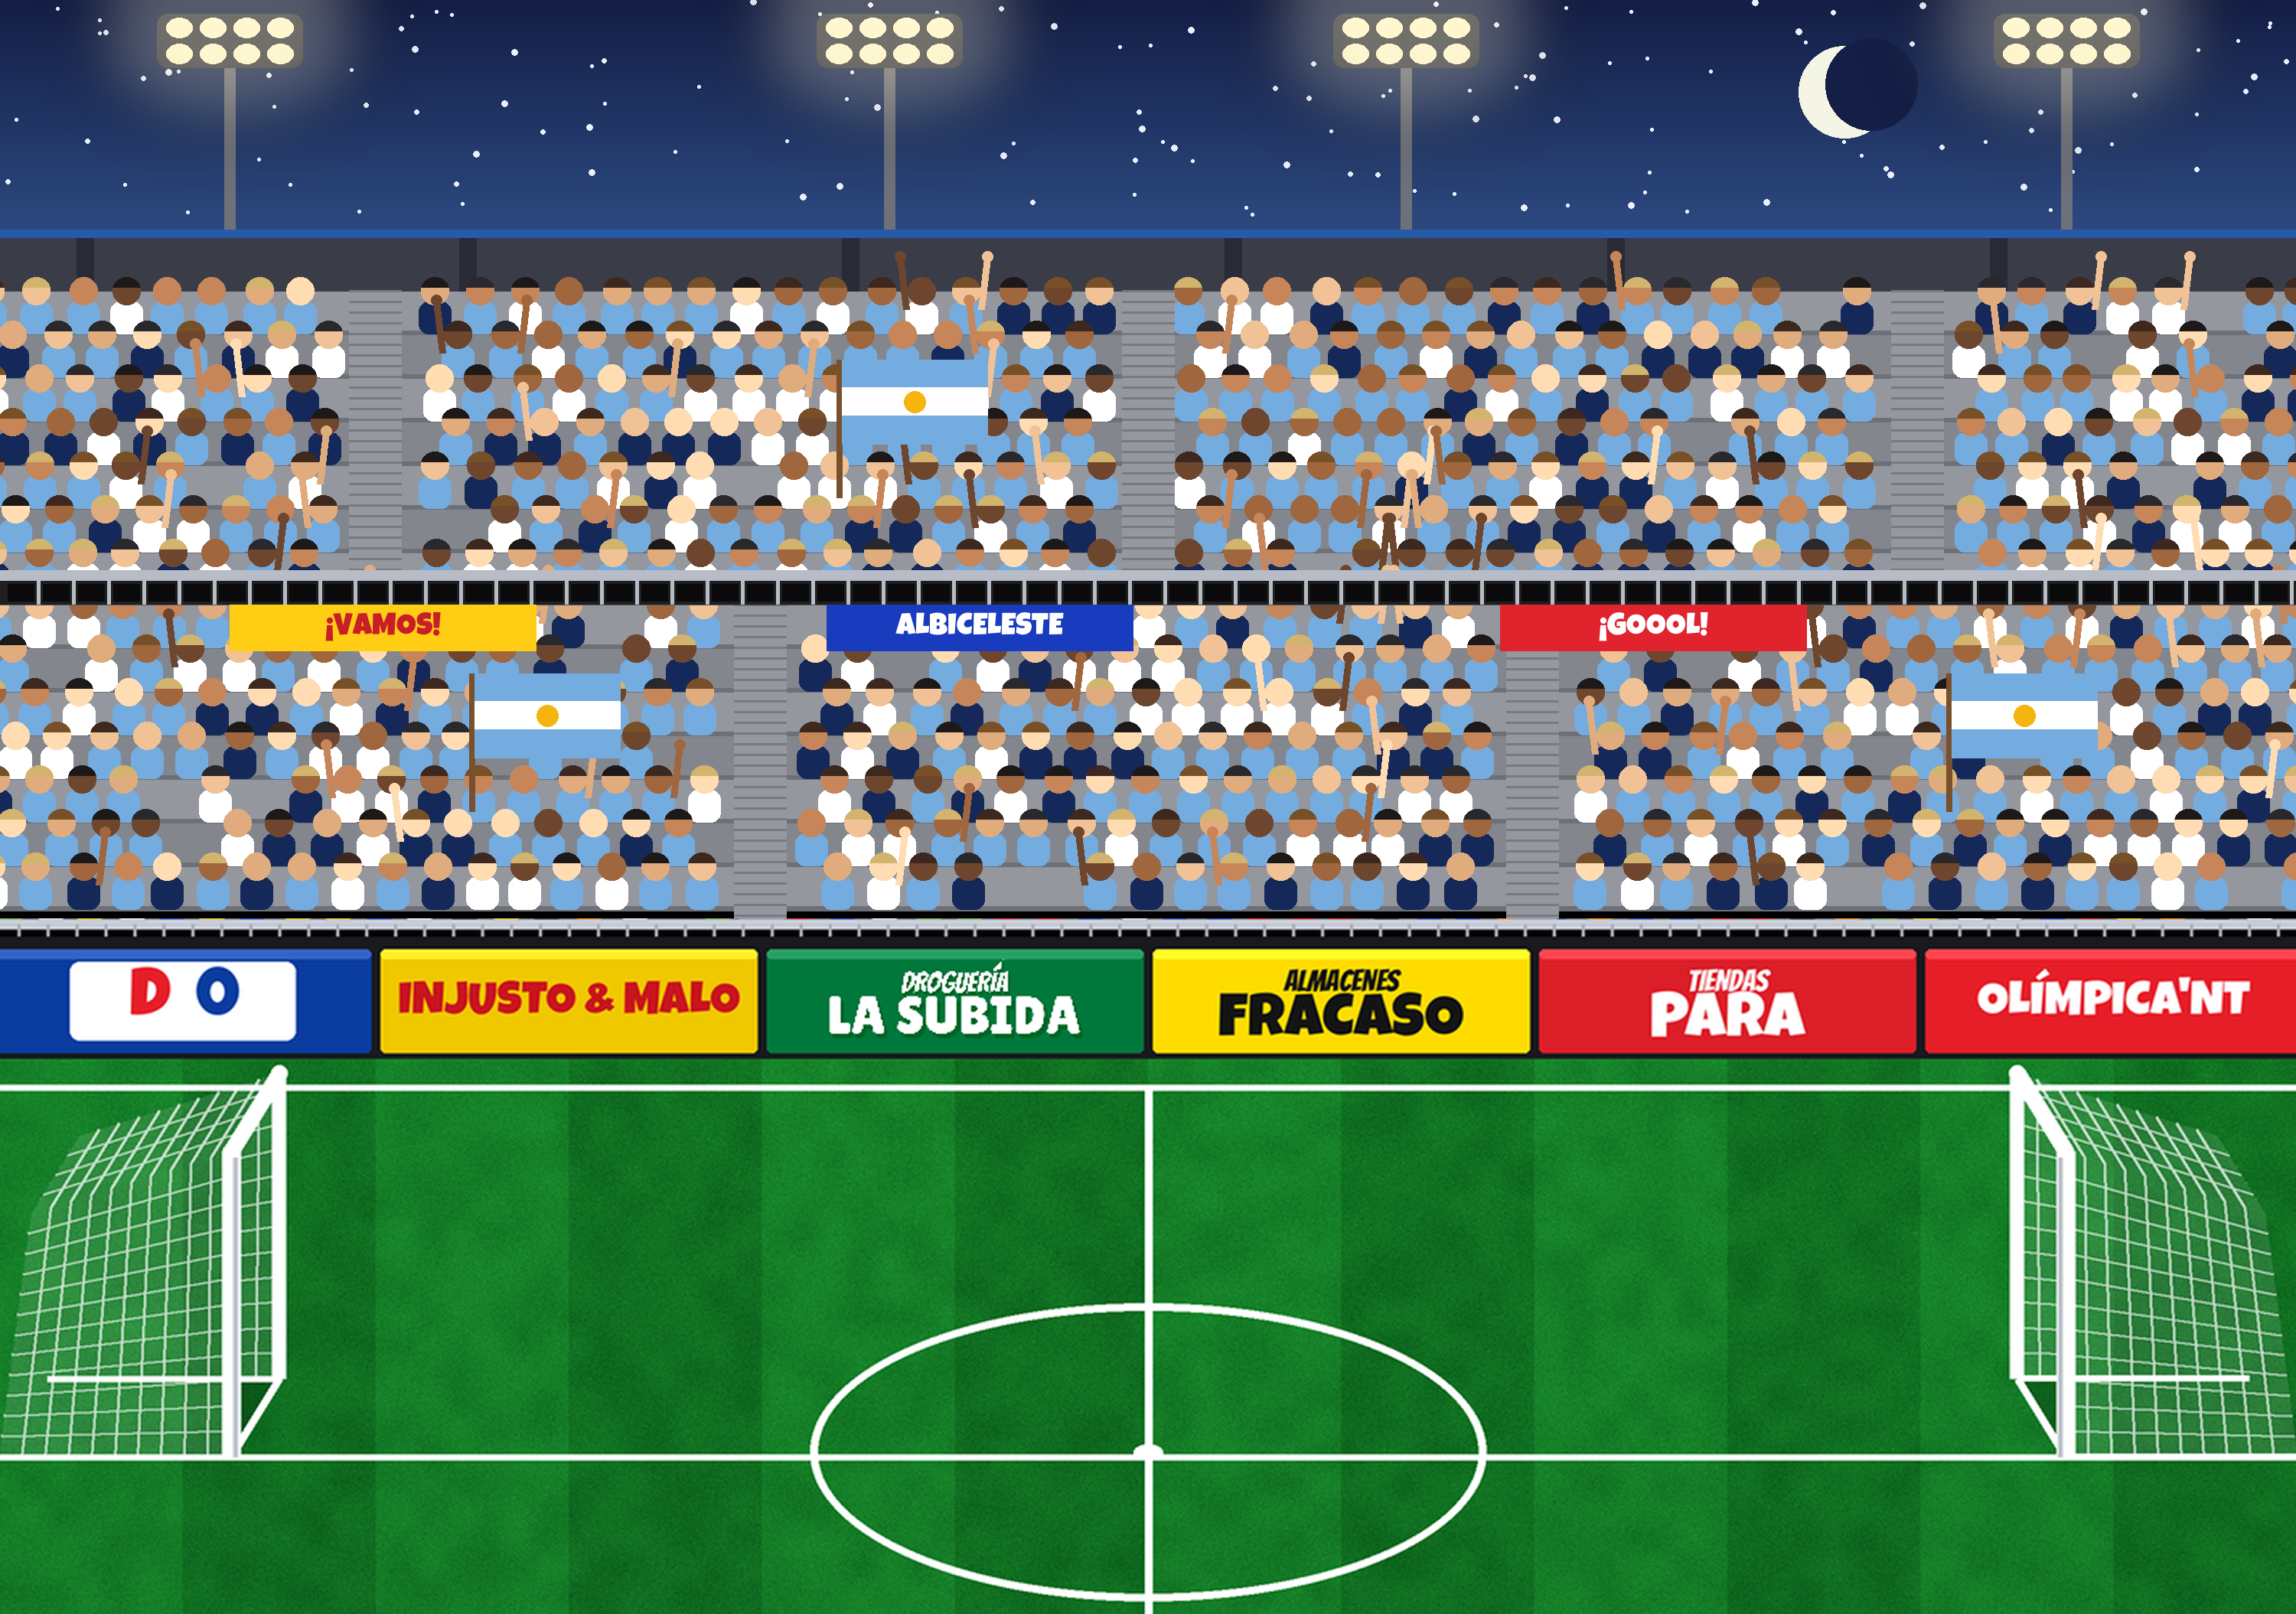 ¡VAMOS!
ALBICELESTE
¡GOOOL!
D O
INJUSTO & MALO
DROGUERÍA
LA SUBIDA
ALMACENES
FRACASO
TIENDAS
PARA
OLÍMPICA'NT